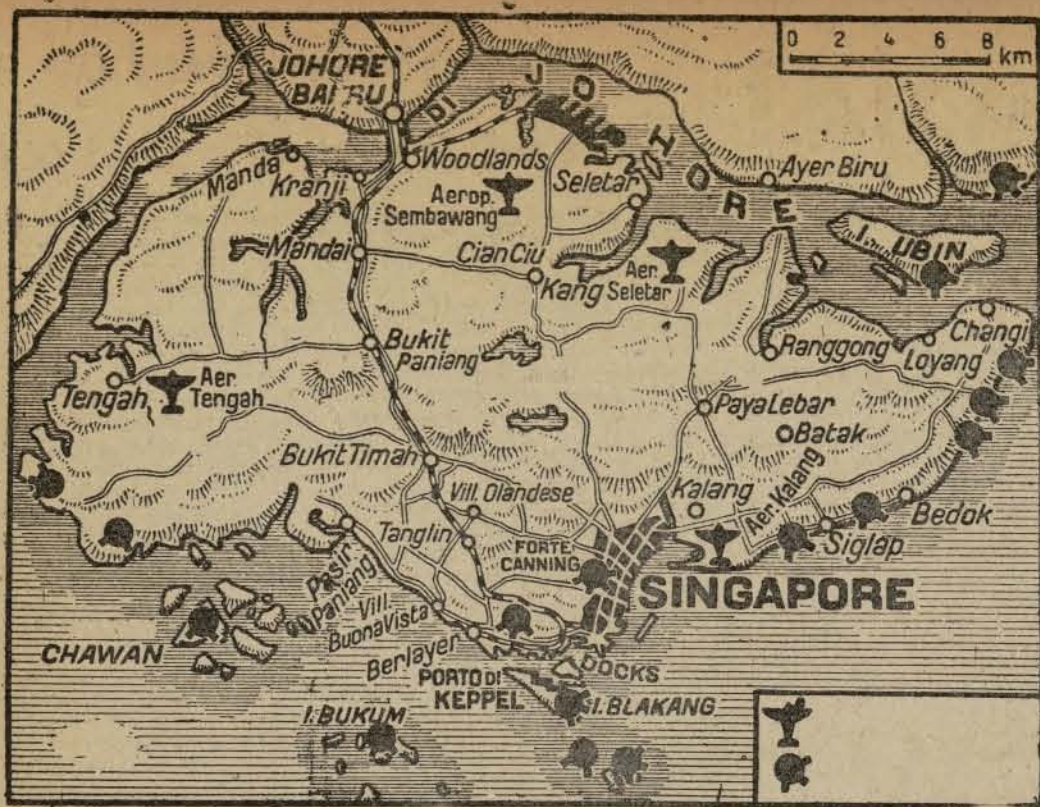 0 2 4 6 8
km
JOHORE
BAHRU
DI JOHORE
Woodlands
Manda
Kranji
Aerop.
Sembawang
Seletar
Ayer Biru
I. UBIN
Mandai
Cian Ciu
Kang
Aer.
Seletar
Changi
Loyang
Ranggong
Bukit
Paniang
Tengah
Aer.
Tengah
Paya Lebar
Batak
Bukit Timah
Vill. Olandese
Kalang
Aer. Kalang
Bedok
Siglap
Tanglin
FORTE
CANNING
SINGAPORE
Pasir
Paniang
Vill.
Buona Vista
Berlayer
CHAWAN
PORTO DI
KEPPEL
DOCKS
I. BLAKANG
I. BUKUM